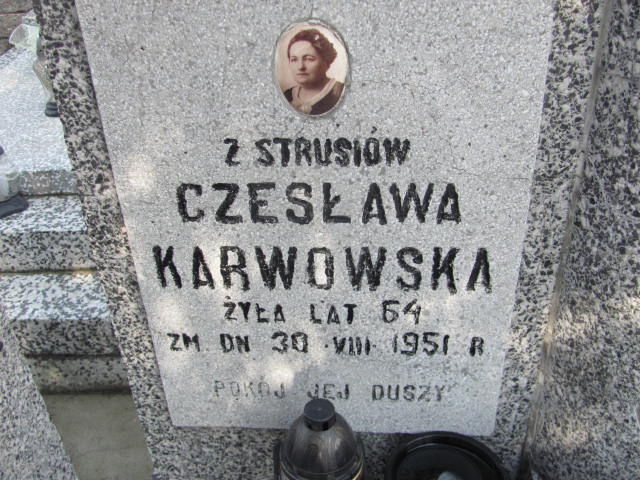 Z STRUSIÓW
CZESŁAWA
KARWOWSKA
ŻYŁA LAT 64
ZM DN 30 VIII 1951 R
POKÓJ JEJ DUSZY